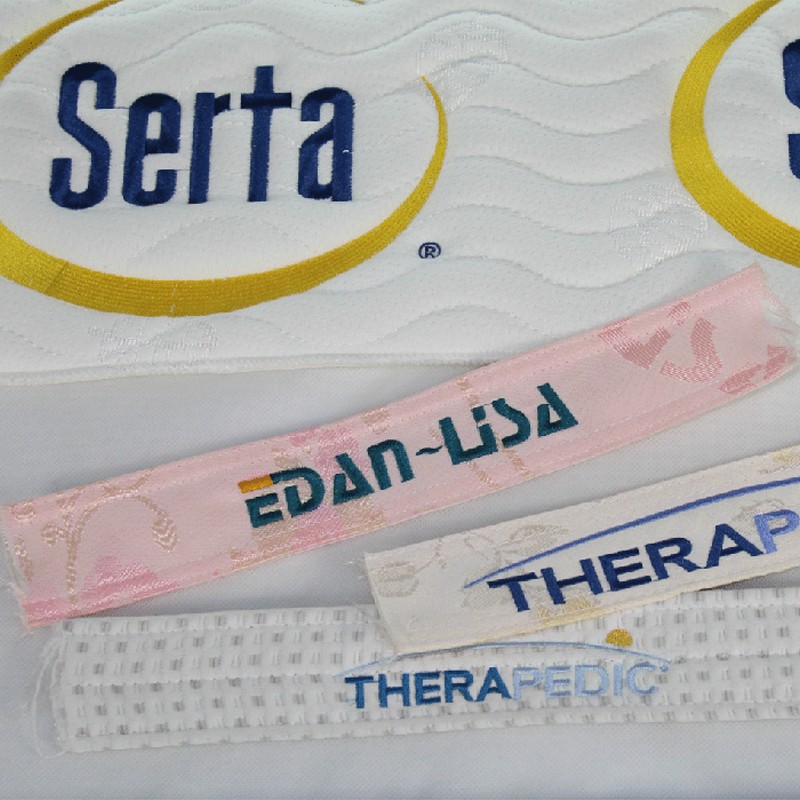 Serta
®
EDAN~LiSA
THERAP
THERAPEDIC